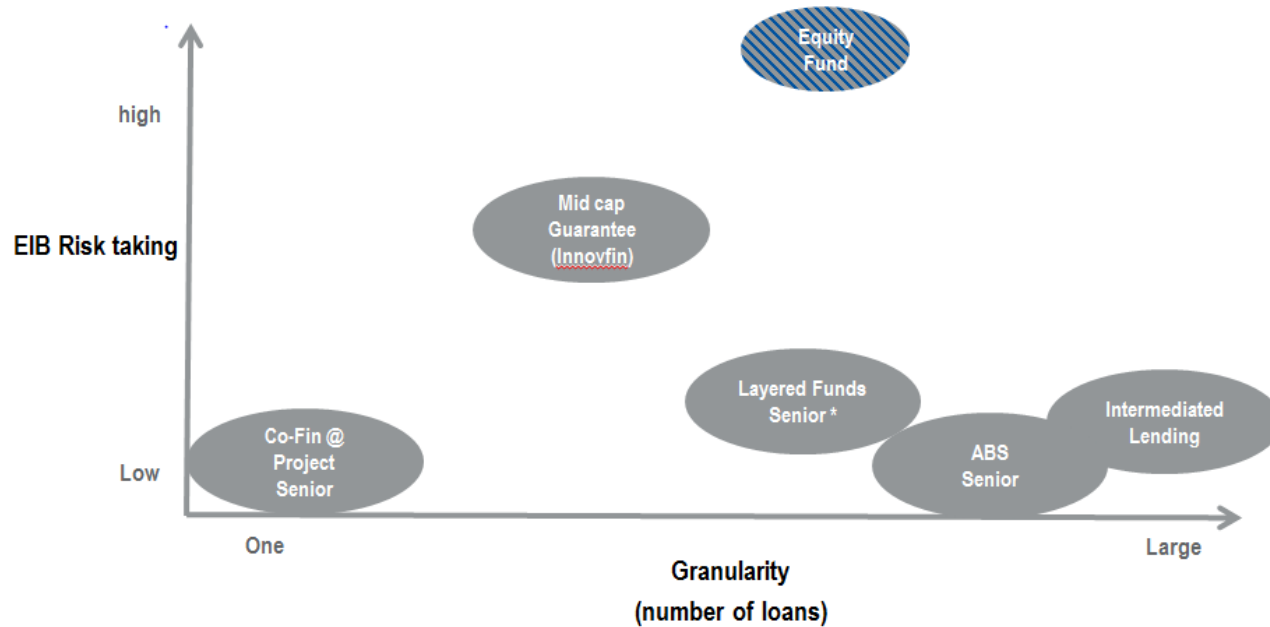 Equity
Fund
high
Mid cap
Guarantee
(Innovfin)
EIB Risk taking
Layered Funds
Senior *
Intermediated
Lending
Co-Fin @
Project
Senior
ABS
Senior
Low
One
Large
Granularity
(number of loans)